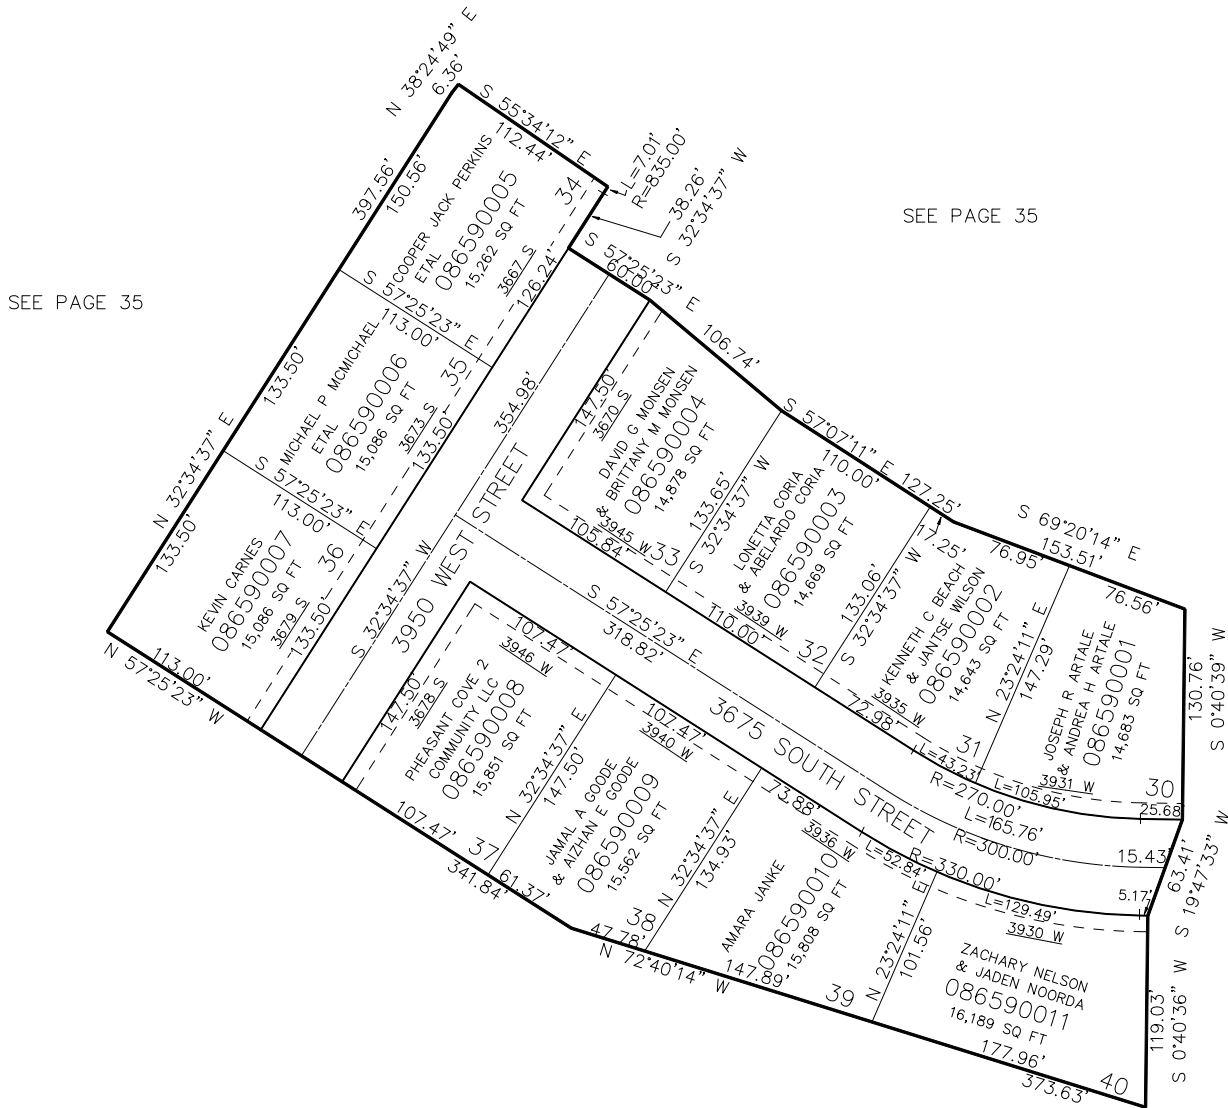 N 38°24'49" E
6.36'
S 55°34'12" E
112.44'
L=7.01'
R=835.00'
38.26'
S 32°34'37" W
SEE PAGE 35
SEE PAGE 35
397.56'
150.56'
COOPER JACK PERKINS
ETAL
086590005
15,262 SQ FT
3667 S
34
126.24'
S 57°25'23" E
60.00'
S 57°25'23" E
113.00'
106.74'
133.50'
N 32°34'37" E
MICHAEL P MCMICHAEL
ETAL
086590006
15,086 SQ FT
3673 S
35
133.50'
S 57°25'23" E
113.00'
133.50'
KEVIN CARNES
086590007
15,086 SQ FT
3679 S
36
133.50'
113.00'
N 57°25'23" W
354.98'
3950 WEST STREET
S 32°34'37" W
147.50'
3670 S
DAVID G MONSEN
& BRITTANY M MONSEN
086590004
14,878 SQ FT
3945 W
33
105.84'
133.65'
S 32°34'37" W
S 57°07'11" E
127.25'
110.00'
LONETTA CORIA
& ABELARDO CORIA
086590003
14,669 SQ FT
3939 W
32
110.00'
17.25'
133.06'
S 32°34'37" W
S 69°20'14" E
153.51'
76.95'
KENNETH C BEACH
& JANTSE WILSON
086590002
14,643 SQ FT
3935 W
31
72.98'
L=43.23'
N 23°24'11" E
147.29'
76.56'
JOSEPH R ARTALE
& ANDREA H ARTALE
086590001
14,683 SQ FT
3931 W
30
L=105.95'
25.68
R=270.00'
130.76'
S 0°40'39" W
S 57°25'23" E
318.82'
3675 SOUTH STREET
L=165.76'
R=300.00'
15.43'
63.41'
S 19°47'33" W
107.47'
3946 W
147.50'
3678 S
PHEASANT COVE 2
COMMUNITY LLC
086590008
15,851 SQ FT
37
107.47'
341.84'
N 32°34'37" E
147.50'
107.47'
3940 W
JAMAL A GOODE
& AIZHAN E GOODE
086590009
15,562 SQ FT
61.37'
N 32°34'37" E
134.93'
73.88'
3936 W
L=52.84'
R=330.00'
AMARA JANKE
086590010
15,808 SQ FT
39
N 72°40'14" W
147.89'
N 23°24'11" E
101.56'
L=129.49'
3930 W
5.17'
ZACHARY NELSON
& JADEN NOORDA
086590011
16,189 SQ FT
40
177.96'
373.63'
119.03'
S 0°40'36" W